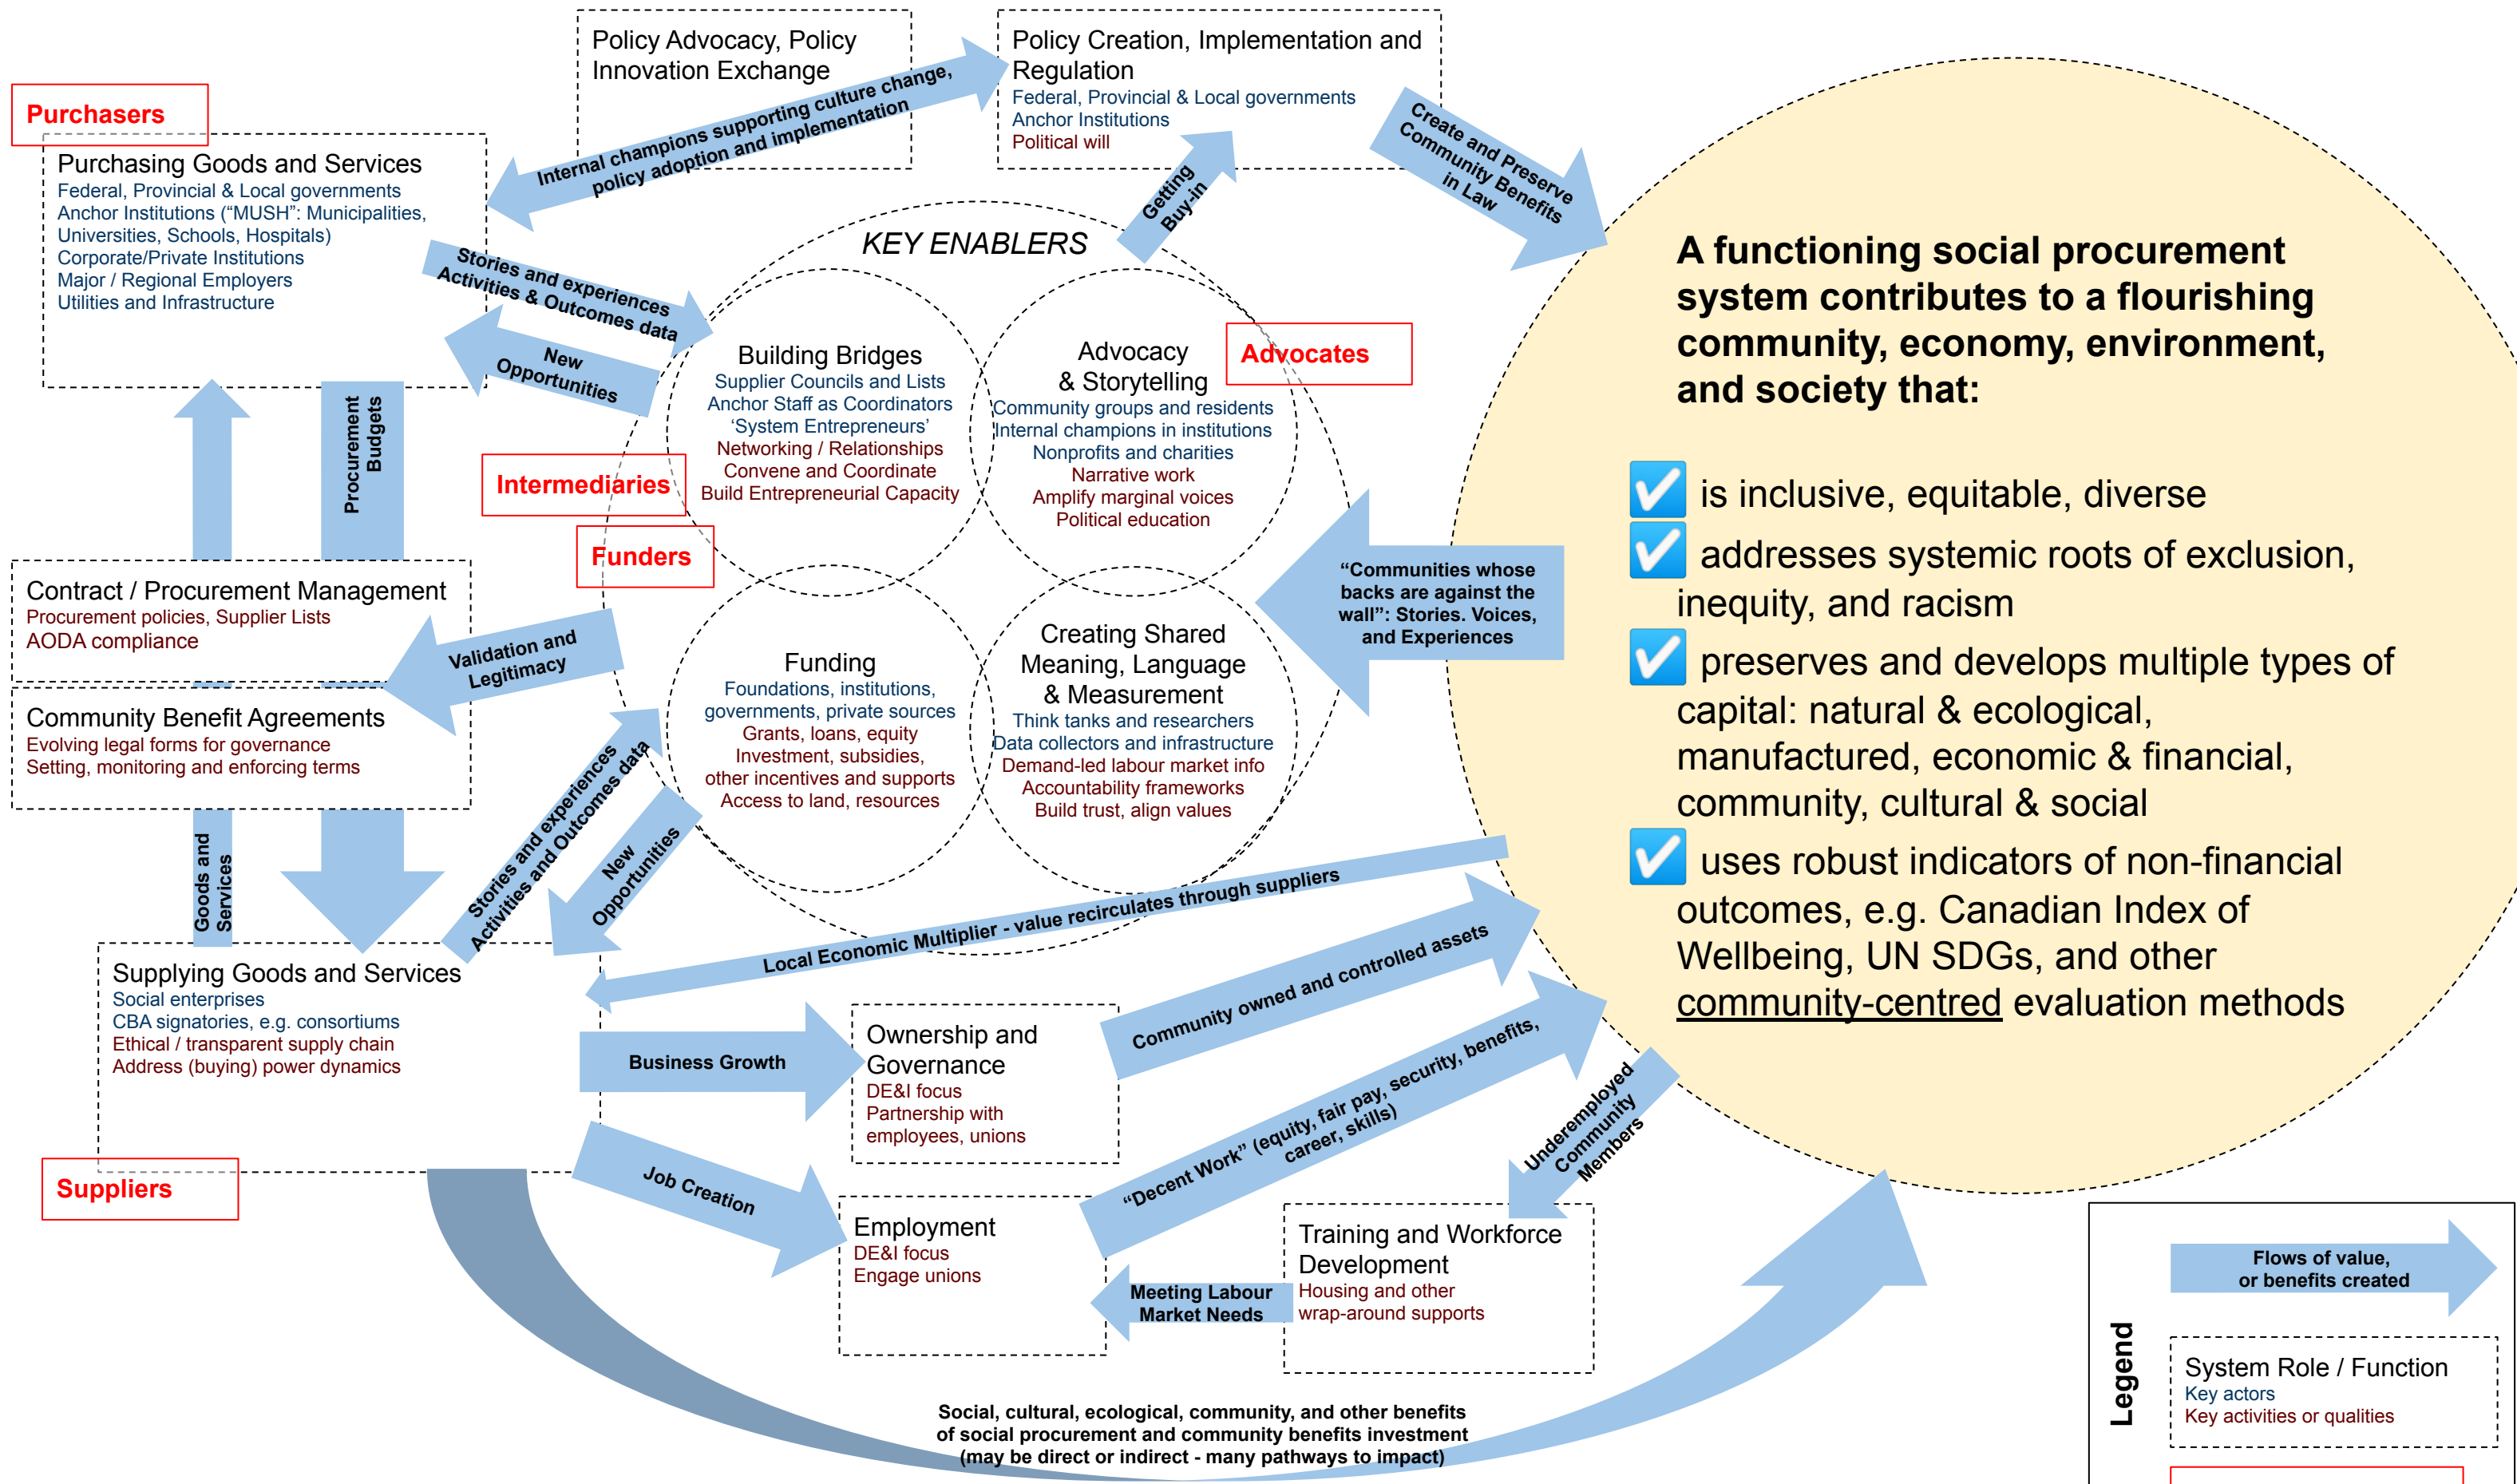 Policy Advocacy, Policy
Innovation Exchange
Policy Creation, Implementation and
Regulation
Federal, Provincial & Local governments
Anchor Institutions
Political will
Purchasers
Purchasing Goods and Services
Federal, Provincial & Local governments
Anchor Institutions (“MUSH”: Municipalities,
Universities, Schools, Hospitals)
Corporate/Private Institutions
Major / Regional Employers
Utilities and Infrastructure
Internal champions supporting culture change,
policy adoption and implementation
Getting
Buy-in
Create and Preserve
Community Benefits
in Law
Stories and experiences
Activities & Outcomes data
New
Opportunities
KEY ENABLERS
Building Bridges
Supplier Councils and Lists
Anchor Staff as Coordinators
‘System Entrepreneurs’
Networking / Relationships
Convene and Coordinate
Build Entrepreneurial Capacity
Advocacy
& Storytelling
Community groups and residents
Internal champions in institutions
Nonprofits and charities
Narrative work
Amplify marginal voices
Political education
Advocates
Intermediaries
Funders
Funding
Foundations, institutions,
governments, private sources
Grants, loans, equity
Investment, subsidies,
other incentives and supports
Access to land, resources
Creating Shared
Meaning, Language
& Measurement
Think tanks and researchers
Data collectors and infrastructure
Demand-led labour market info
Accountability frameworks
Build trust, align values
“Communities whose
backs are against the
wall”: Stories. Voices,
and Experiences
Procurement
Budgets
Contract / Procurement Management
Procurement policies, Supplier Lists
AODA compliance
Community Benefit Agreements
Evolving legal forms for governance
Setting, monitoring and enforcing terms
Validation and
Legitimacy
Goods and
Services
Stories and experiences
Activities and Outcomes data
New
Opportunities
Local Economic Multiplier - value recirculates through suppliers
Supplying Goods and Services
Social enterprises
CBA signatories, e.g. consortiums
Ethical / transparent supply chain
Address (buying) power dynamics
Suppliers
Business Growth
Job Creation
Ownership and
Governance
DE&I focus
Partnership with
employees, unions
Community owned and controlled assets
Employment
DE&I focus
Engage unions
“Decent Work” (equity, fair pay, security, benefits,
career, skills)
Underemployed
Community
Members
Training and Workforce
Development
Housing and other
wrap-around supports
Meeting Labour
Market Needs
Social, cultural, ecological, community, and other benefits
of social procurement and community benefits investment
(may be direct or indirect - many pathways to impact)
A functioning social procurement
system contributes to a flourishing
community, economy, environment,
and society that:
✅ is inclusive, equitable, diverse
✅ addresses systemic roots of exclusion,
inequity, and racism
✅ preserves and develops multiple types of
capital: natural & ecological,
manufactured, economic & financial,
community, cultural & social
✅ uses robust indicators of non-financial
outcomes, e.g. Canadian Index of
Wellbeing, UN SDGs, and other
community-centred evaluation methods
Legend
Flows of value,
or benefits created
System Role / Function
Key actors
Key activities or qualities